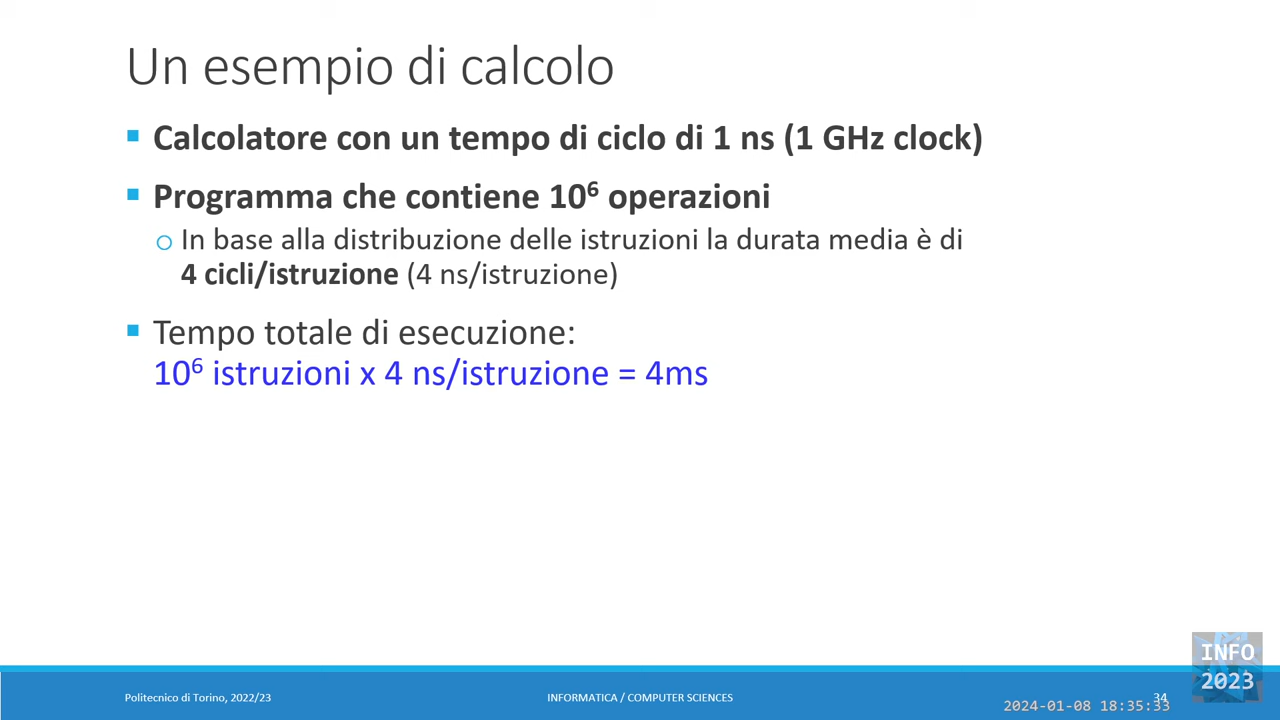 Un esempio di calcolo
▪ Calcolatore con un tempo di ciclo di 1 ns (1 GHz clock)
▪ Programma che contiene 10⁶ operazioni
o In base alla distribuzione delle istruzioni la durata media è di
4 cicli/istruzione (4 ns/istruzione)
▪ Tempo totale di esecuzione:
10⁶ istruzioni x 4 ns/istruzione = 4ms
INFO
2023
Politecnico di Torino, 2022/23
INFORMATICA / COMPUTER SCIENCES
34
2024-01-08 18:35:33